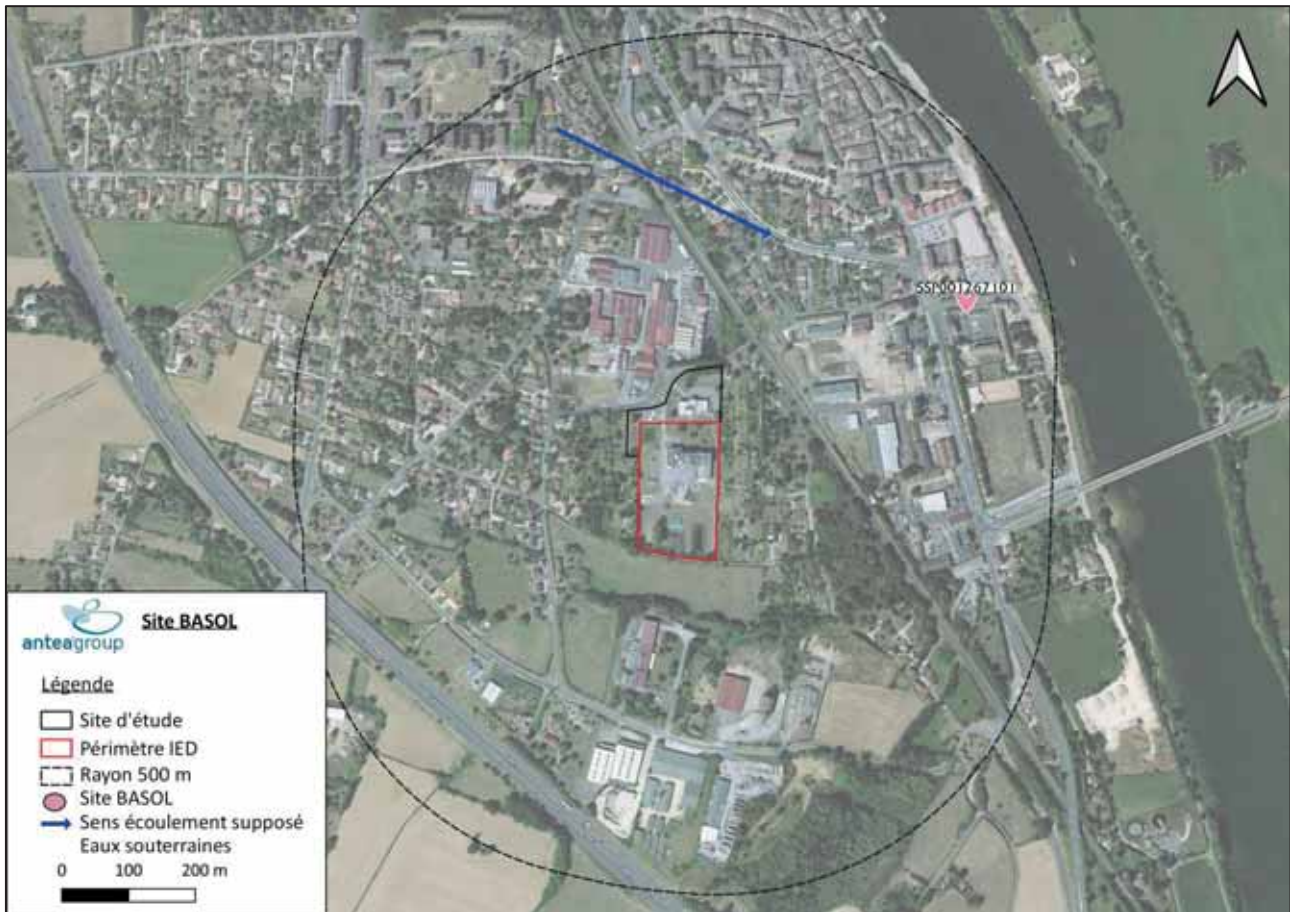 SSP001267101
anteagroup
Site BASOL
Légende
Site d'étude
Périmètre IED
Rayon 500 m
Site BASOL
Sens écoulement supposé
Eaux souterraines
0 100 200 m